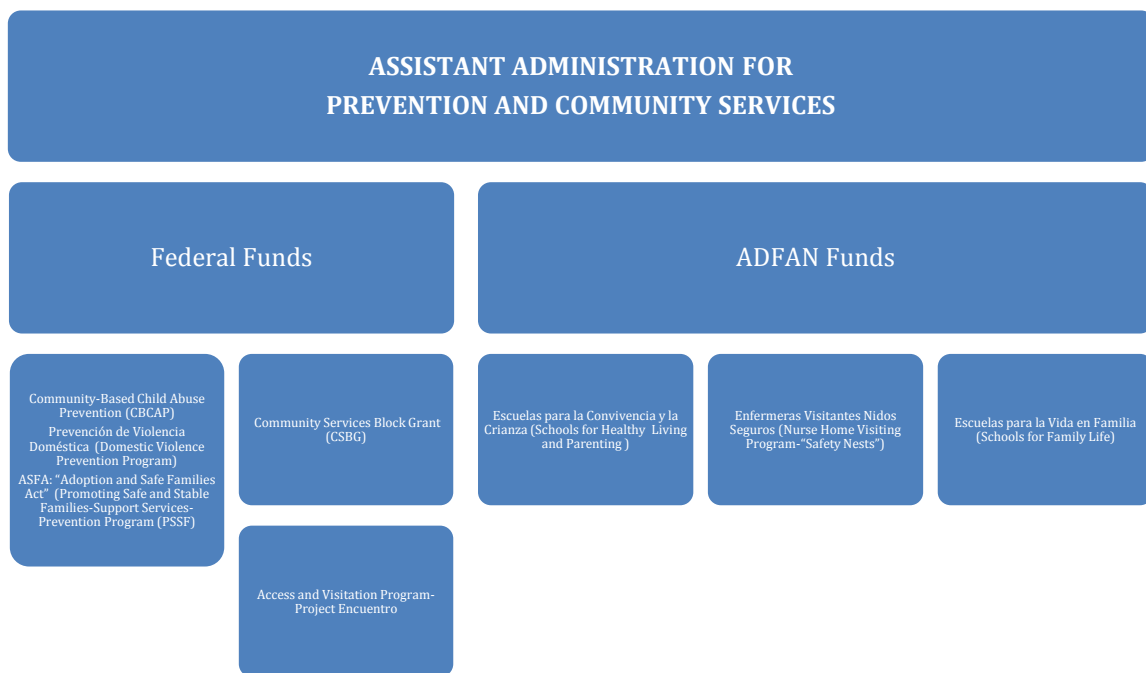 ASSISTANT ADMINISTRATION FOR
PREVENTION AND COMMUNITY SERVICES
Federal Funds
ADFAN Funds
Community-Based Child Abuse
Prevention (CBCAP)
Prevención de Violencia
Doméstica (Domestic Violence
Prevention Program)
ASFA: “Adoption and Safe Families
Act” (Promoting Safe and Stable
Families-Support Services-
Prevention Program (PSSF)
Community Services Block Grant
(CSBG)
Access and Visitation Program-
Project Encuentro
Escuelas para la Convivencia y la
Crianza (Schools for Healthy Living
and Parenting )
Enfermeras Visitantes Nidos
Seguros (Nurse Home Visiting
Program-“Safety Nests”)
Escuelas para la Vida en Familia
(Schools for Family Life)